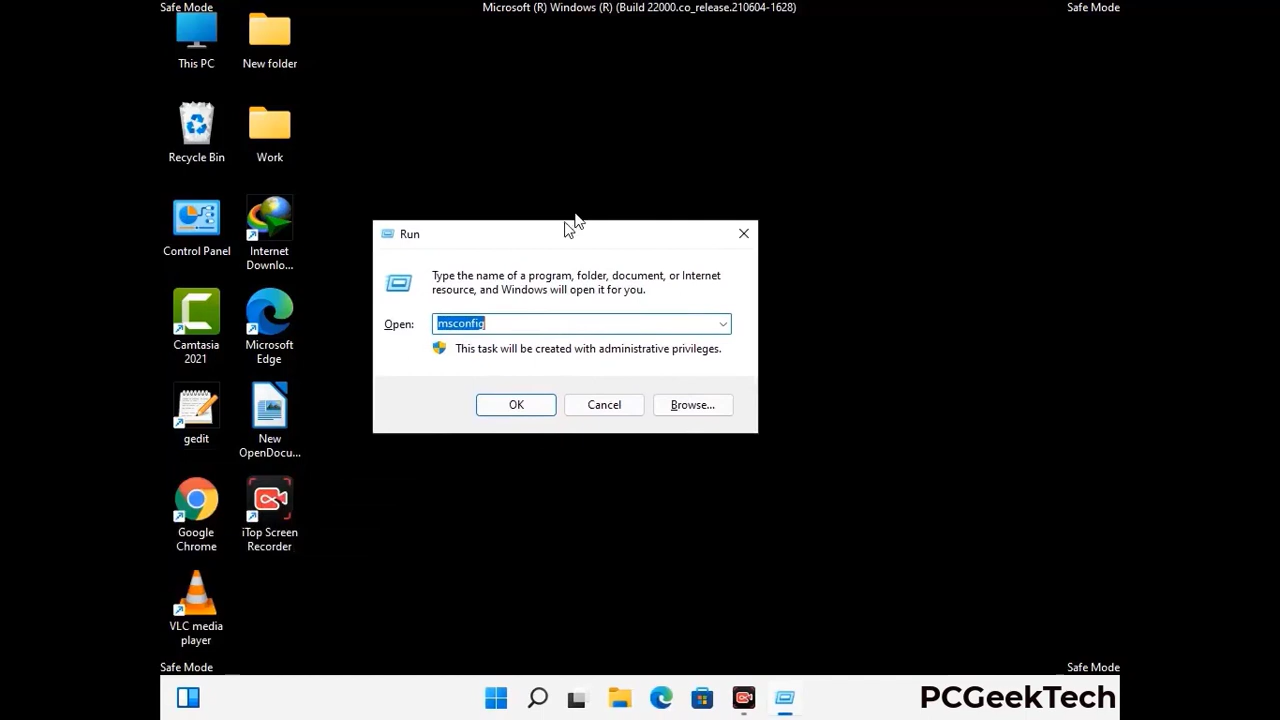 Safe Mode
Microsoft (R) Windows (R) (Build 22000.co_release.210604-1628)
Safe Mode
This PC
New folder
Recycle Bin
Work
Control Panel
Internet
Downlo...
Camtasia
2021
Microsoft
Edge
gedit
New
OpenDocu...
Google
Chrome
iTop Screen
Recorder
VLC media
player
Run
Type the name of a program, folder, document, or Internet
resource, and Windows will open it for you.
Open:
msconfig
This task will be created with administrative privileges.
OK
Cancel
Browse...
Safe Mode
Safe Mode
PCGeekTech